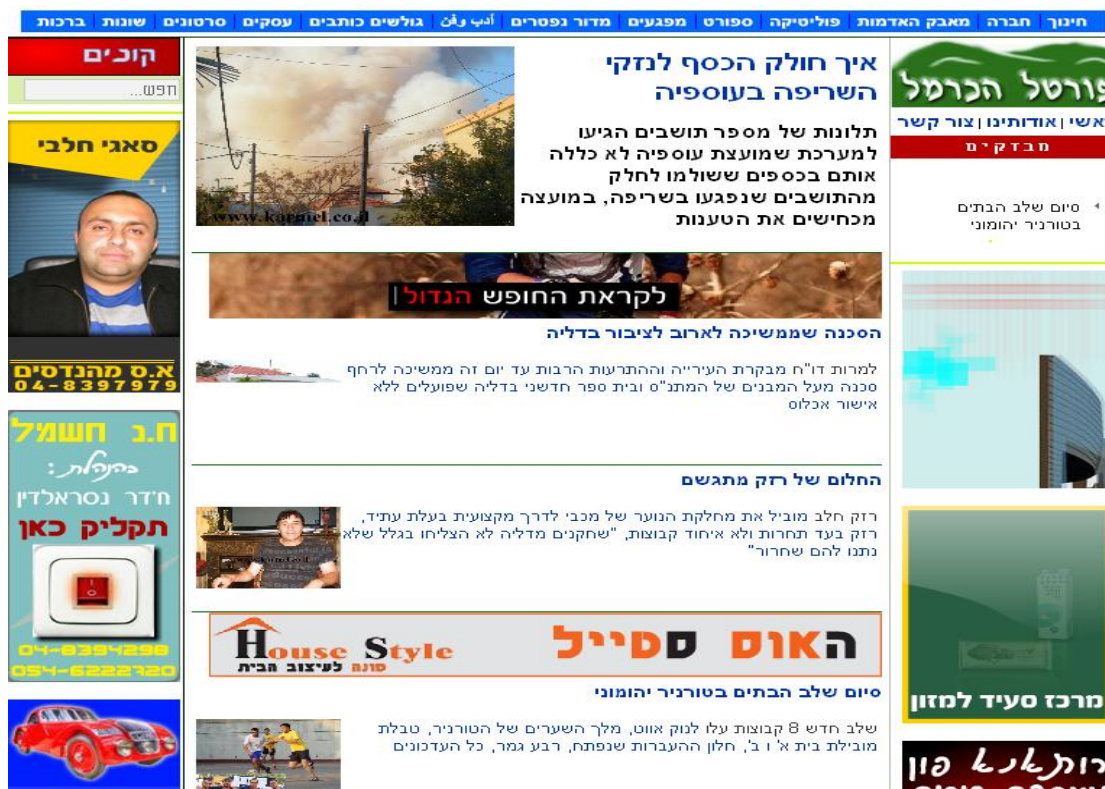 חינוך חברה מאבק האדמות פוליטיקה ספורט מפגעים מדור נפטרים أدب وفن גולשים כותבים עסקים סרטונים שונות ברכות
פורטל הכרמל
ראשי | אודותינו | צור קשר
מבזקים
סיום שלב הבתים
בטורניר יהומוני
מרכז סעיד למזון
פון
איך חולק הכסף לנזקי
השריפה בעוספיה
תלונות של מספר תושבים הגיעו
למערכת שמועצת עוספיה לא כללה
אותם בכספים ששולמו לחלק
מהתושבים שנפגעו בשריפה, במועצה
מכחישים את הטענות
www.karmel.co.il
לקראת החופש הגדול|
הסכנה שממשיכה לארוב לציבור בדליה
למרות דו"ח מבקרת העירייה וההתרעות הרבות עד יום זה ממשיכה לרחף
סכנה מעל המבנים של המתנ"ס ובית ספר חדשני בדליה שפועלים ללא
אישור אכלוס
החלום של רזק מתגשם
רזק חלב מוביל את מחלקת הנוער של מכבי לדרך מקצועית בעלת עתיד,
רזק בעד תחרות ולא איחוד קבוצות, "שחקנים מדליה לא הצליחו בגלל שלא
נתנו להם שחרור"
House Style האוס סטייל
סוגה לעיצוב הבית
סיום שלב הבתים בטורניר יהומוני
שלב חדש 8 קבוצות עלו לנוק אווט, מלך השערים של הטורניר, טבלת
מובילת בית א' ו ב', חלון ההעברות שנפתח, רבע גמר, כל העדכונים
חפש...
סאגי חלבי
א.ס מהנדסים
04-8397979
ח.נ חשמל
בהנהלת:
ח'דר נסראלדין
תקליק כאן
04-8394298
054-6222720